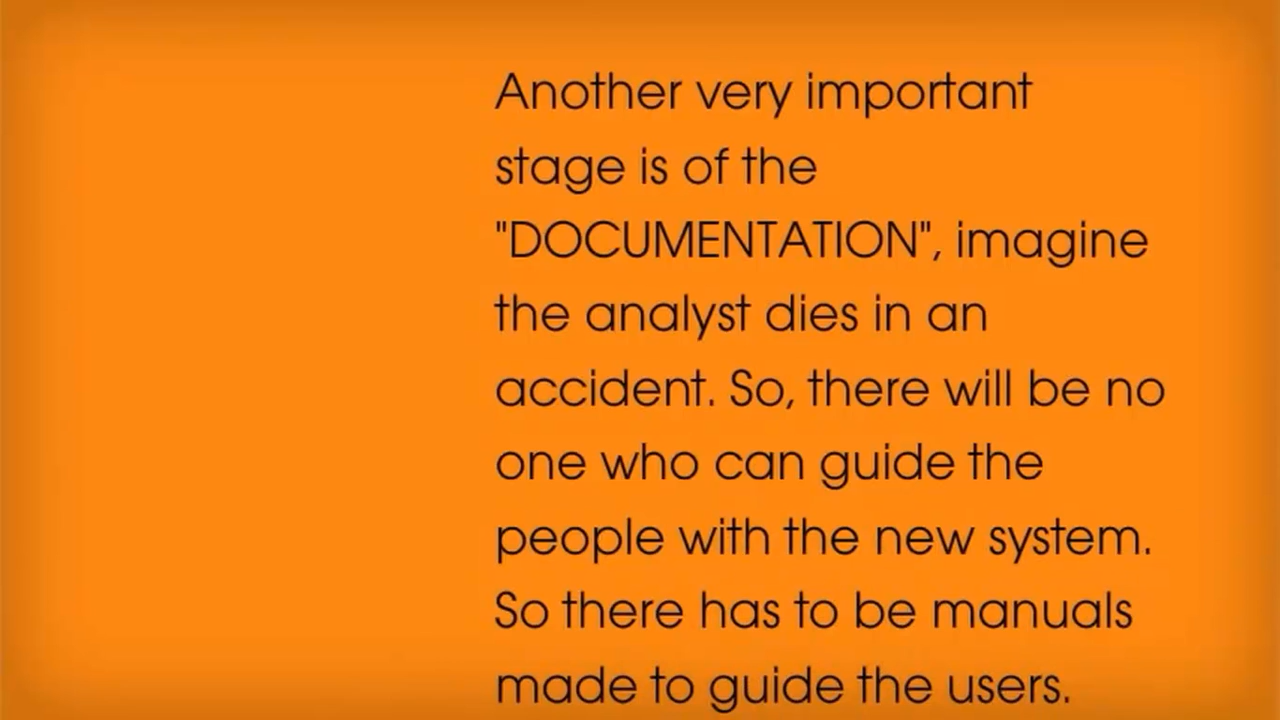 Another very important
stage is of the
"DOCUMENTATION", imagine
the analyst dies in an
accident. So, there will be no
one who can guide the
people with the new system.
So there has to be manuals
made to guide the users.